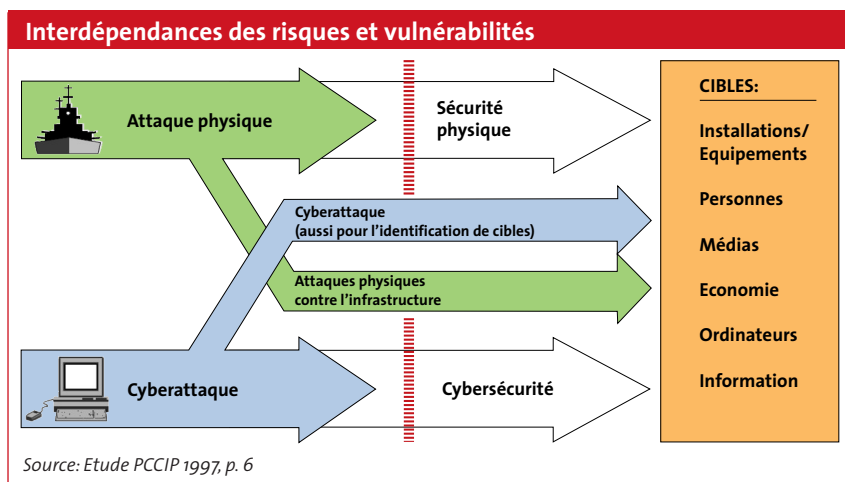 Interdépendances des risques et vulnérabilités
Attaque physique
Sécurité
physique
Cyberattaque
(aussi pour l'identification de cibles)
Attaques physiques
contre l'infrastructure
Cyberattaque
Cybersécurité
CIBLES:
Installations/
Equipements
Personnes
Médias
Economie
Ordinateurs
Information
Source: Etude PCCIP 1997, p. 6